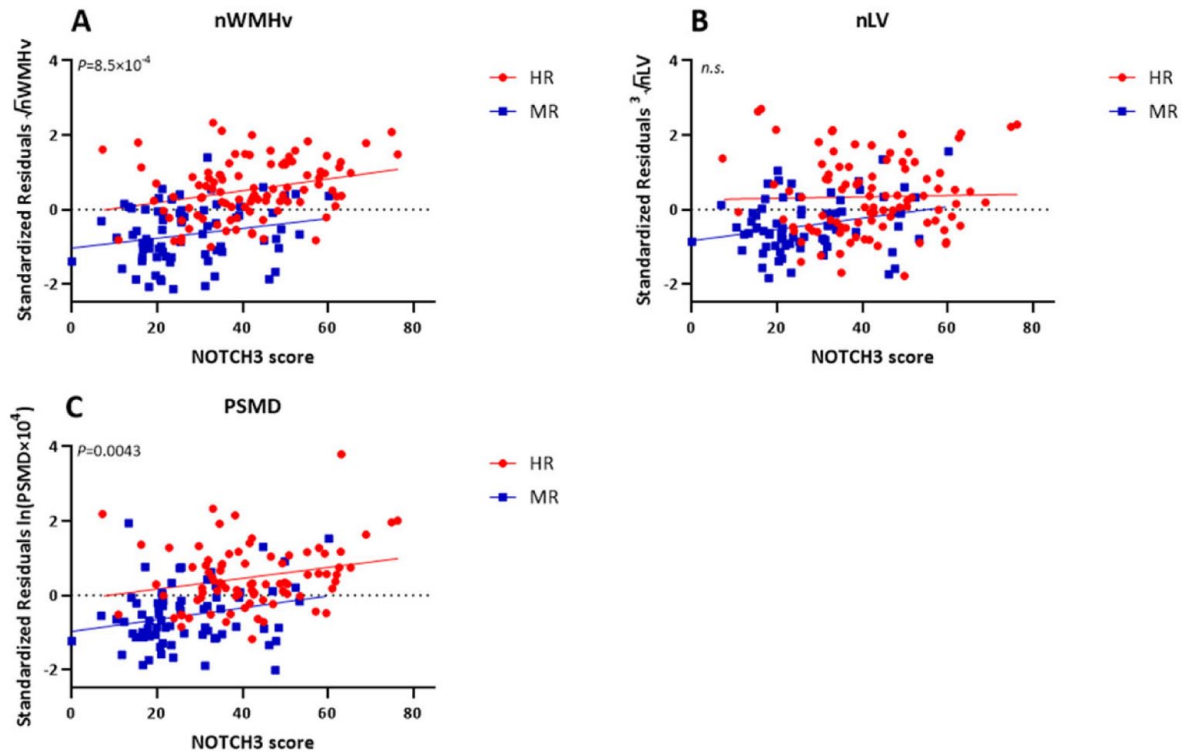 A
nWMHv
Standardized Residuals √nWMHv
P=8.5×10⁻⁴
HR
MR
4
2
0
-2
0 20 40 60 80
NOTCH3 score
B
nLV
Standardized Residuals ³√nLV
n.s.
HR
MR
4
2
0
-2
0 20 40 60 80
NOTCH3 score
C
PSMD
Standardized Residuals ln(PSMD×10⁴)
P=0.0043
HR
MR
4
2
0
-2
0 20 40 60 80
NOTCH3 score